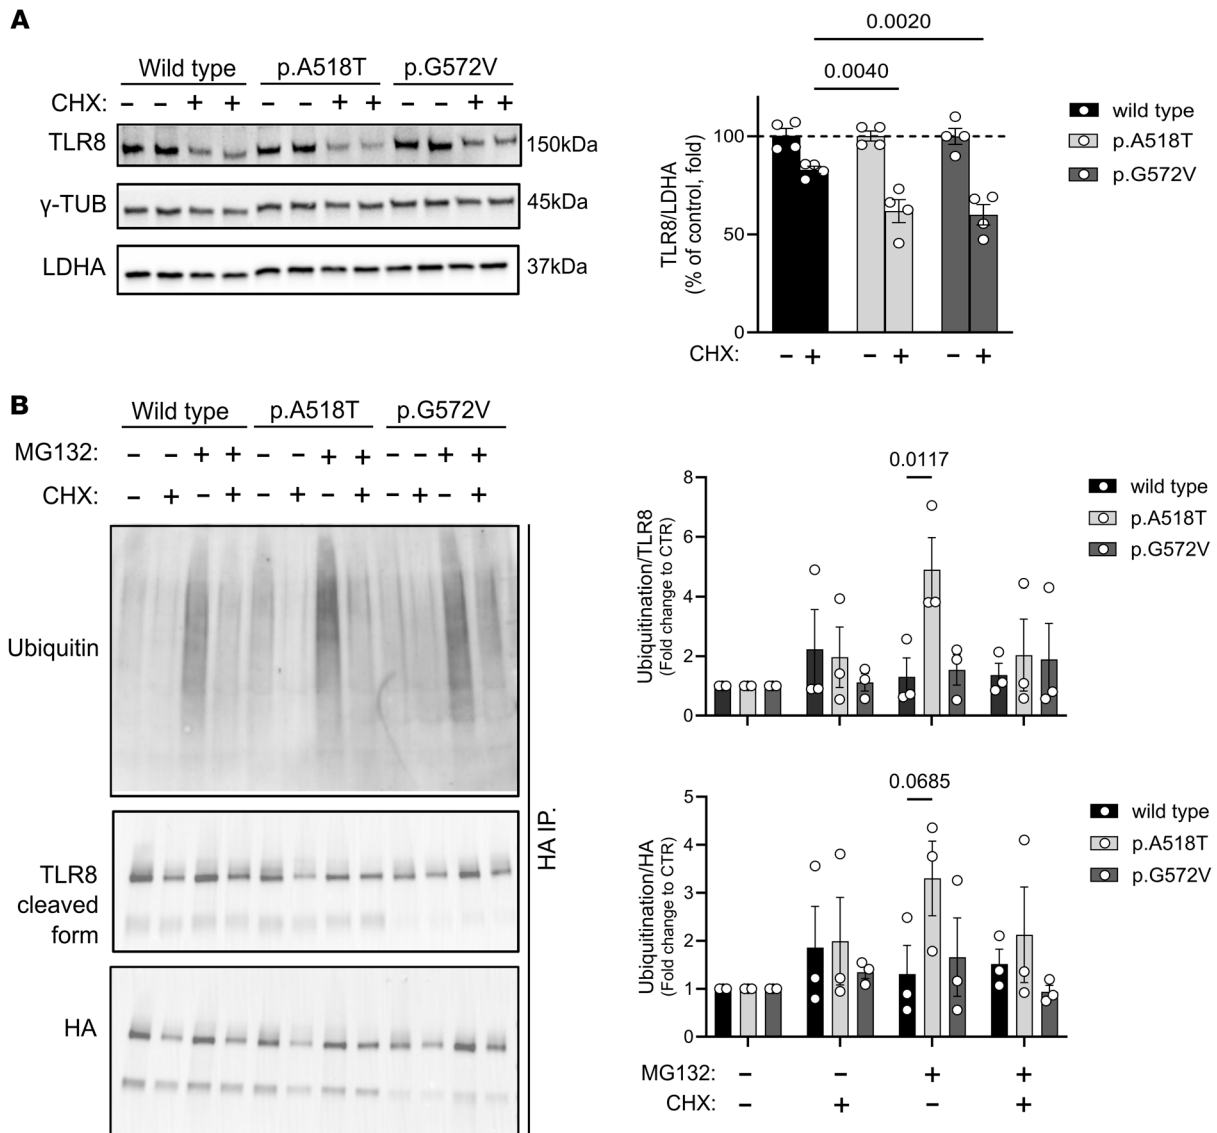 A
Wild type p.A518T p.G572V
CHX: – – + + – – + + – – + +
TLR8 150kDa
γ-TUB 45kDa
LDHA 37kDa
0.0020
0.0040
TLR8/LDHA
(% of control, fold)
100
50
0
CHX: – + – + – +
wild type
p.A518T
p.G572V
B
Wild type p.A518T p.G572V
MG132: – – + + – – + + – – + +
CHX: – + – + – + – + – + – +
Ubiquitin
TLR8
cleaved
form
HA
HA IP.
0.0117
Ubiquitination/TLR8
(Fold change to CTR)
8
6
4
2
0
wild type
p.A518T
p.G572V
0.0685
Ubiquitination/HA
(Fold change to CTR)
5
4
3
2
1
0
wild type
p.A518T
p.G572V
MG132: – – + +
CHX: – + – +